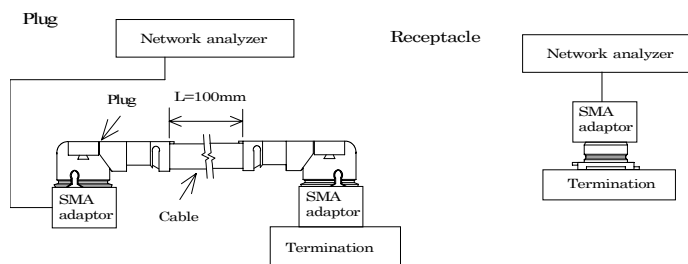 Plug
Network analyzer
Plug
L=100mm
Cable
SMA
adaptor
SMA
adaptor
Termination
Receptacle
Network analyzer
SMA
adaptor
Termination